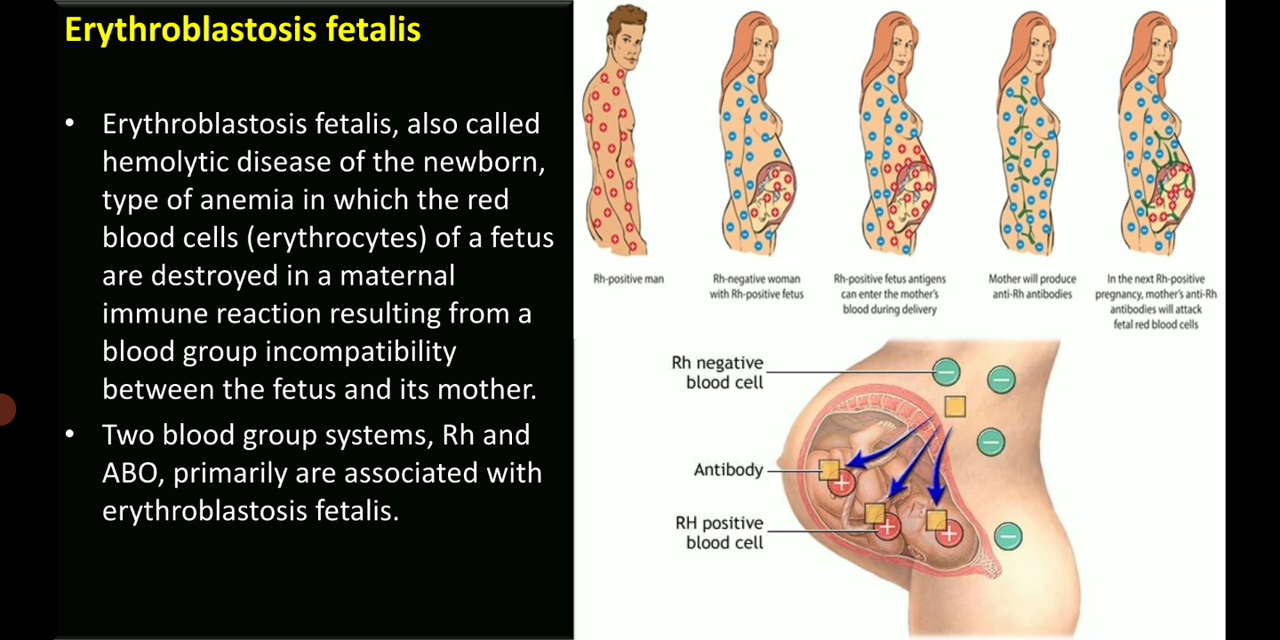 Erythroblastosis fetalis
• Erythroblastosis fetalis, also called
hemolytic disease of the newborn,
type of anemia in which the red
blood cells (erythrocytes) of a fetus
are destroyed in a maternal
immune reaction resulting from a
blood group incompatibility
between the fetus and its mother.
• Two blood group systems, Rh and
ABO, primarily are associated with
erythroblastosis fetalis.
Rh-positive man
Rh-negative woman
with Rh-positive fetus
Rh-positive fetus antigens
can enter the mother's
blood during delivery
Mother will produce
anti-Rh antibodies
In the next Rh-positive
pregnancy, mother's anti-Rh
antibodies will attack
fetal red blood cells
Rh negative
blood cell
Antibody
RH positive
blood cell